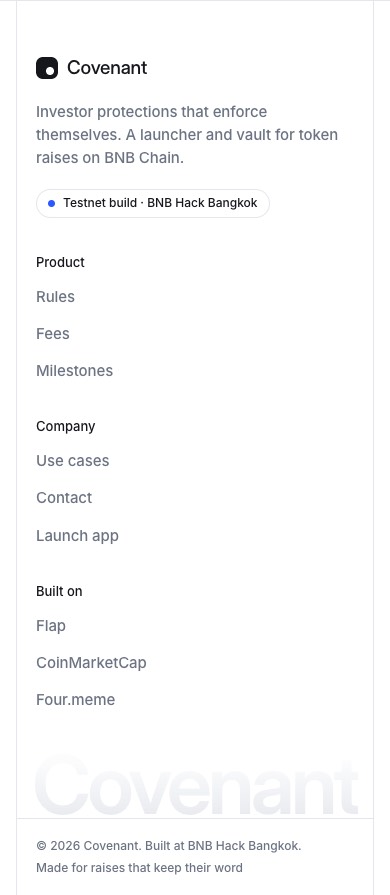 Covenant
Investor protections that enforce
themselves. A launcher and vault for token
raises on BNB Chain.
Testnet build · BNB Hack Bangkok
Product
Rules
Fees
Milestones
Company
Use cases
Contact
Launch app
Built on
Flap
CoinMarketCap
Four.meme
Covenant
© 2026 Covenant. Built at BNB Hack Bangkok.
Made for raises that keep their word